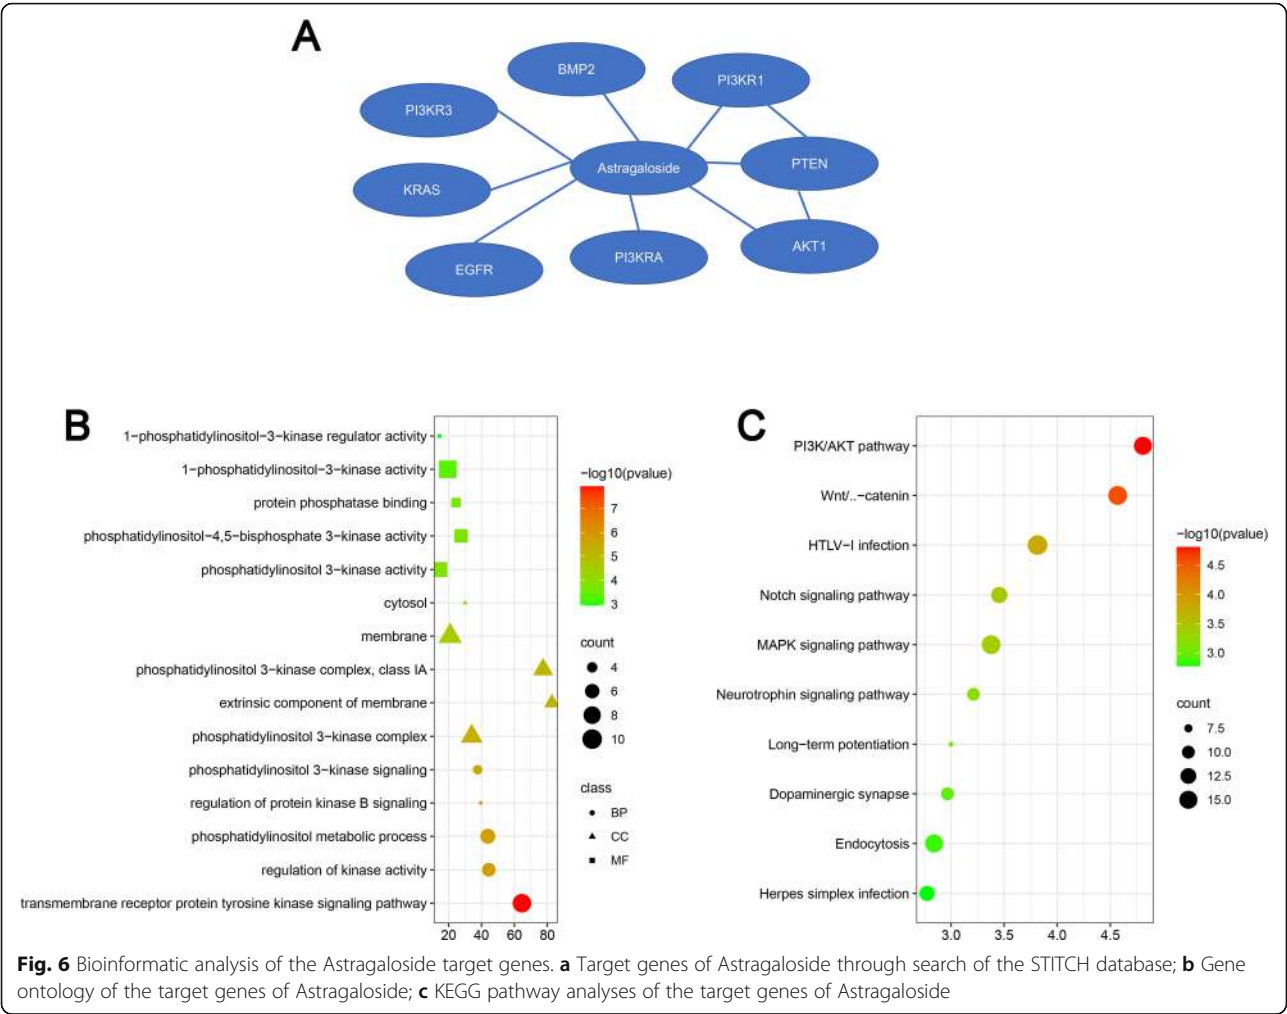 A
BMP2
PI3KR1
PI3KR3
PTEN
Astragaloside
KRAS
AKT1
PI3KRA
EGFR
B
1−phosphatidylinositol−3−kinase regulator activity
1−phosphatidylinositol−3−kinase activity
protein phosphatase binding
phosphatidylinositol−4,5−bisphosphate 3−kinase activity
phosphatidylinositol 3−kinase activity
cytosol
membrane
phosphatidylinositol 3−kinase complex, class IA
extrinsic component of membrane
phosphatidylinositol 3−kinase complex
phosphatidylinositol 3−kinase signaling
regulation of protein kinase B signaling
phosphatidylinositol metabolic process
regulation of kinase activity
transmembrane receptor protein tyrosine kinase signaling pathway
20 40 60 80
−log10(pvalue)
7
6
5
4
3
count
4
6
8
10
class
BP
CC
MF
C
PI3K/AKT pathway
Wnt/..−catenin
HTLV−I infection
Notch signaling pathway
MAPK signaling pathway
Neurotrophin signaling pathway
Long−term potentiation
Dopaminergic synapse
Endocytosis
Herpes simplex infection
3.0 3.5 4.0 4.5
−log10(pvalue)
4.5
4.0
3.5
3.0
count
7.5
10.0
12.5
15.0
Fig. 6 Bioinformatic analysis of the Astragaloside target genes. a Target genes of Astragaloside through search of the STITCH database; b Gene
ontology of the target genes of Astragaloside; c KEGG pathway analyses of the target genes of Astragaloside